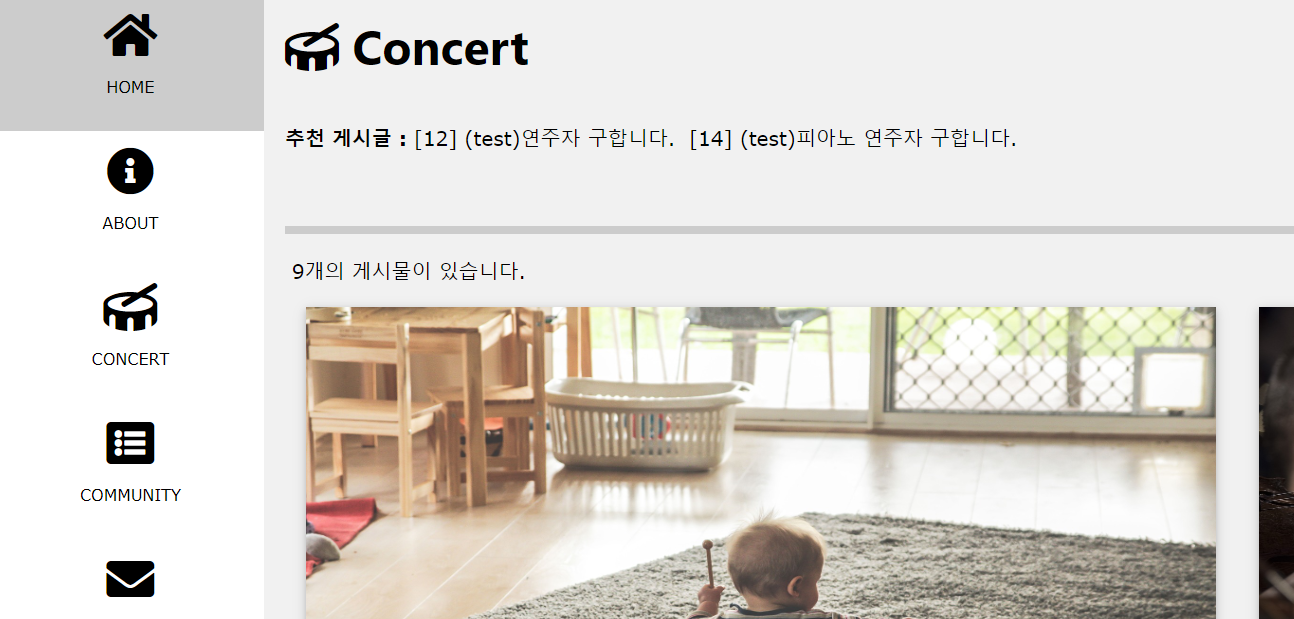 HOME
ABOUT
CONCERT
COMMUNITY
Concert
추천 게시글 : [12] (test)연주자 구합니다. [14] (test)피아노 연주자 구합니다.
9개의 게시물이 있습니다.